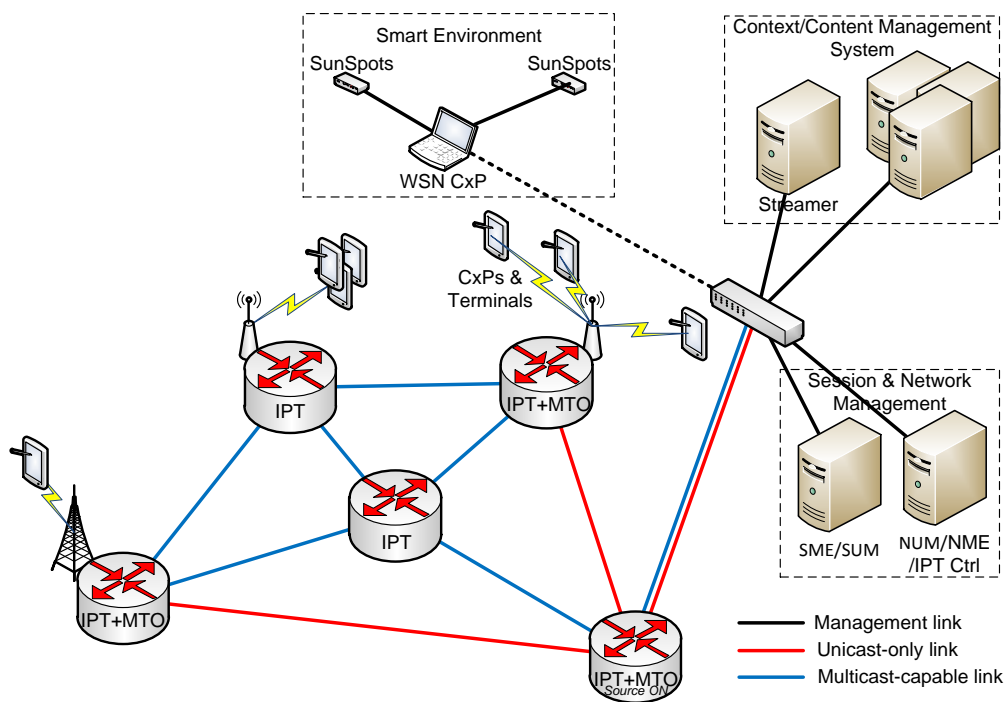 Smart Environment
SunSpots
SunSpots
WSN CxP
Context/Content Management
System
Streamer
CxPs &
Terminals
IPT
IPT+MTO
IPT
IPT+MTO
IPT+MTO
Source ON
Session & Network
Management
SME/SUM
NUM/NME
/IPT Ctrl
Management link
Unicast-only link
Multicast-capable link